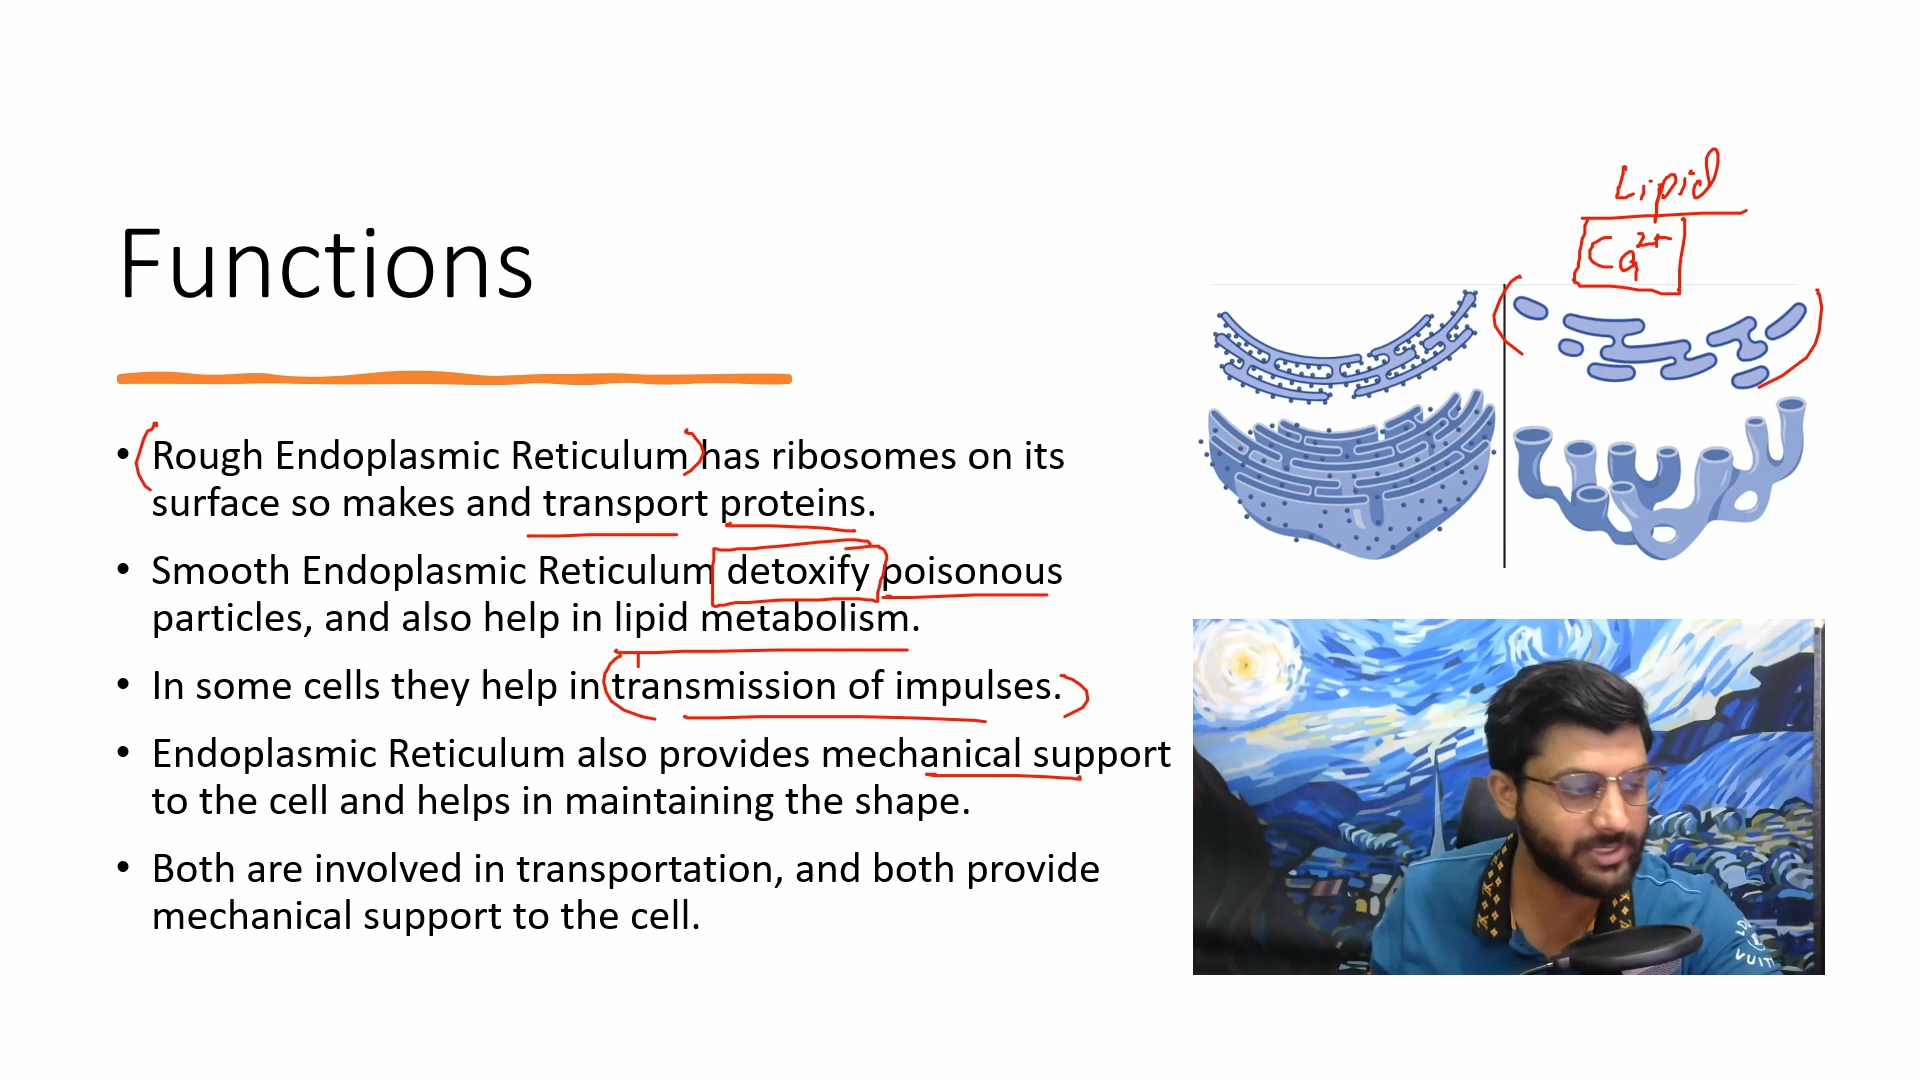 Functions
• Rough Endoplasmic Reticulum has ribosomes on its
surface so makes and transport proteins.
• Smooth Endoplasmic Reticulum detoxify poisonous
particles, and also help in lipid metabolism.
• In some cells they help in transmission of impulses.
• Endoplasmic Reticulum also provides mechanical support
to the cell and helps in maintaining the shape.
• Both are involved in transportation, and both provide
mechanical support to the cell.
Lipid
Ca2+